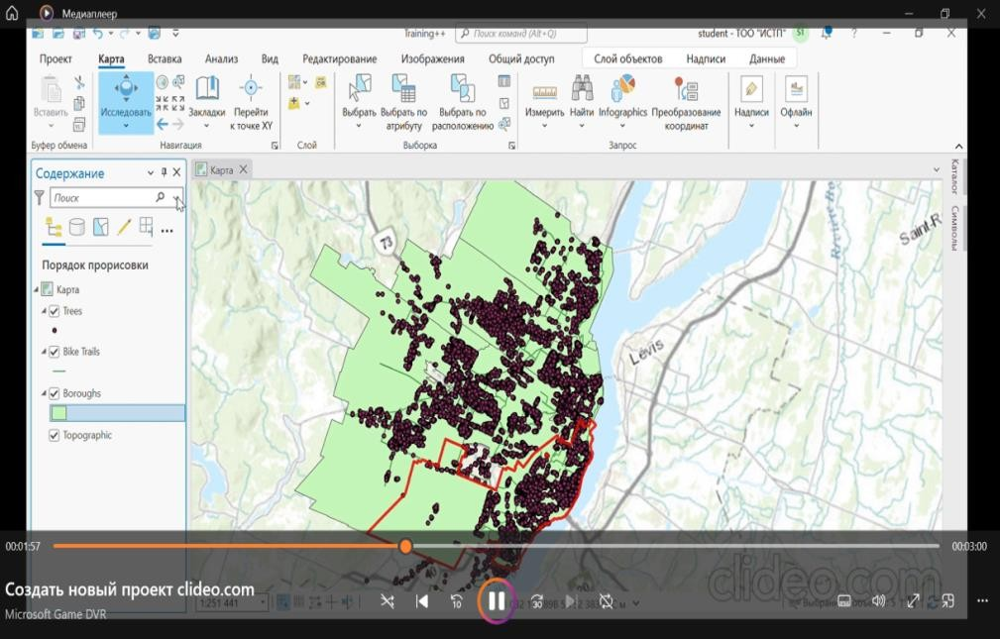 Медиаплеер
Training++
Поиск команд (Alt+Q)
student - ТОО "ИСТП"
ST
?
Проект
Карта
Вставка
Анализ
Вид
Редактирование
Изображения
Общий доступ
Слой объектов
Надписи
Данные
Вставить
Исследовать
Закладки
Перейти
к точке XY
Выбрать
Выбрать по
атрибуту
Выбрать по
расположению
Измерить
Найти
Infographics
Преобразование
координат
Надписи
Офлайн
Буфер обмена
Навигация
Слой
Выборка
Запрос
Содержание
Карта
Каталог
Символы
Поиск
Порядок прорисовки
Карта
Trees
Bike Trails
Boroughs
Topographic
73
Lévis
Saint-R
40
00:01:57
00:03:00
Создать новый проект clideo.com
Microsoft Game DVR
1:251 441
10
30
clideo.com